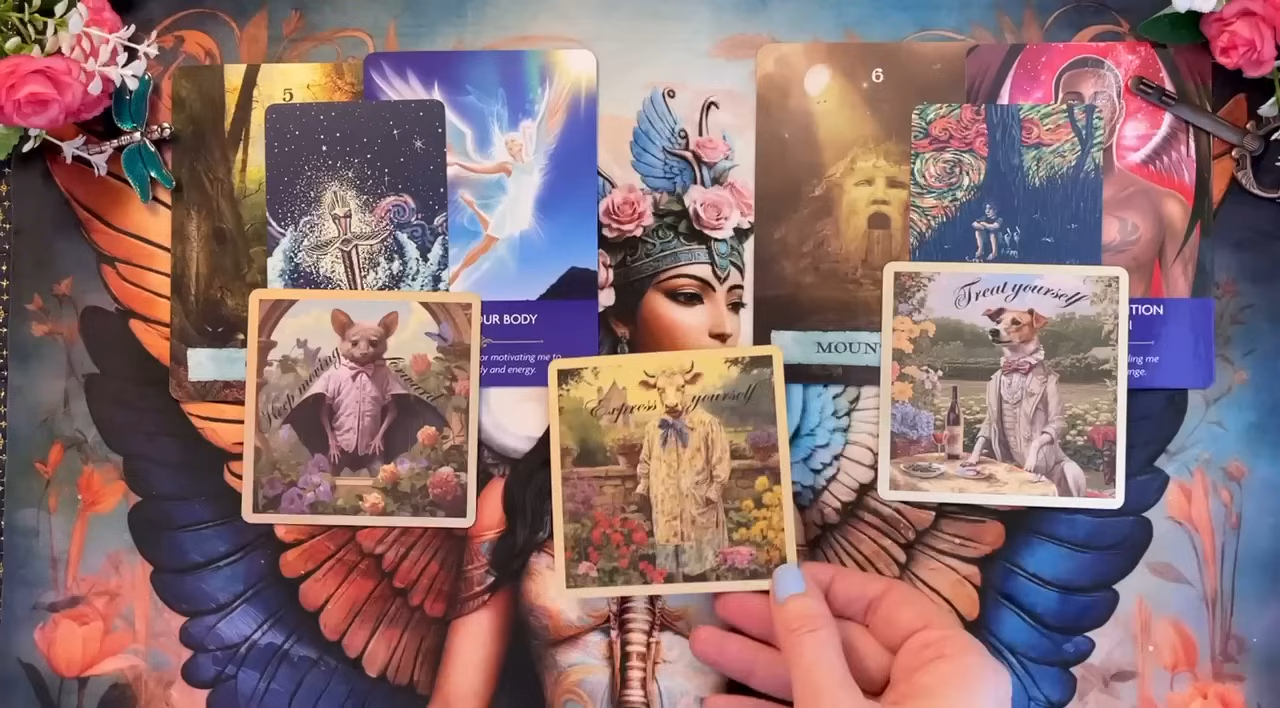 5
6
OUR BODY
or motivating me to
dy and energy.
MOUN
TION
ling me
nge.
Keep moving forward
Express yourself
Treat yourself